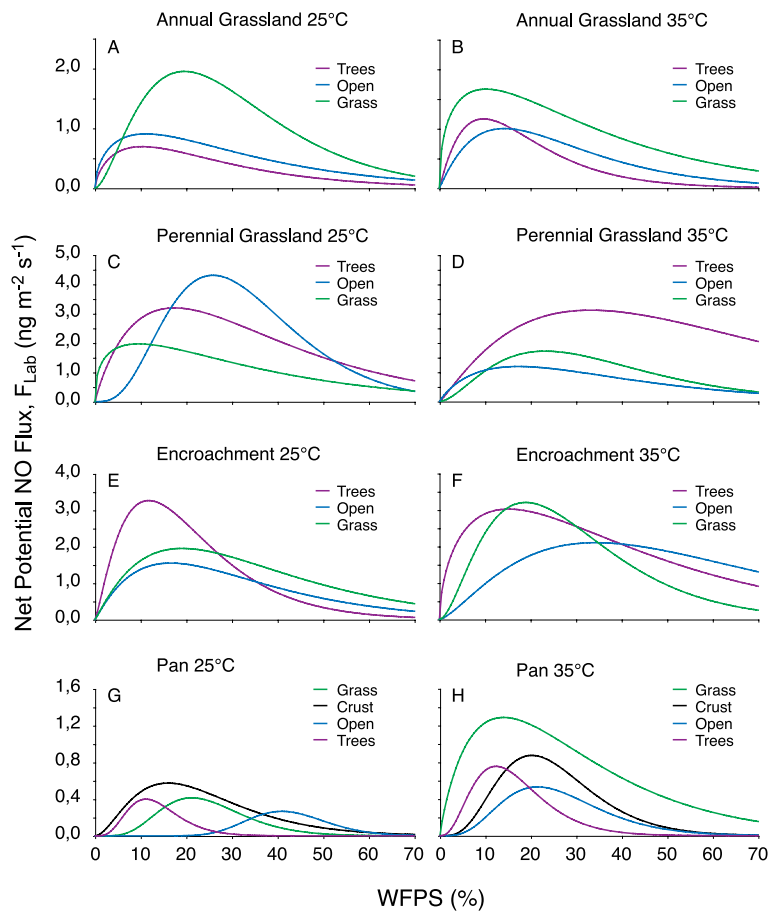 Annual Grassland 25°C
A
Trees
Open
Grass
2,0
1,0
0,0
Annual Grassland 35°C
B
Trees
Open
Grass
Perennial Grassland 25°C
C
Trees
Open
Grass
5,0
4,0
3,0
2,0
1,0
0,0
Perennial Grassland 35°C
D
Trees
Open
Grass
Encroachment 25°C
E
Trees
Open
Grass
4,0
3,0
2,0
1,0
0,0
Encroachment 35°C
F
Trees
Open
Grass
Pan 25°C
G
Grass
Crust
Open
Trees
1,6
1,2
0,8
0,4
0,0
0 10 20 30 40 50 60 70
Pan 35°C
H
Grass
Crust
Open
Trees
0 10 20 30 40 50 60 70
Net Potential NO Flux, F_Lab (ng m⁻² s⁻¹)
WFPS (%)